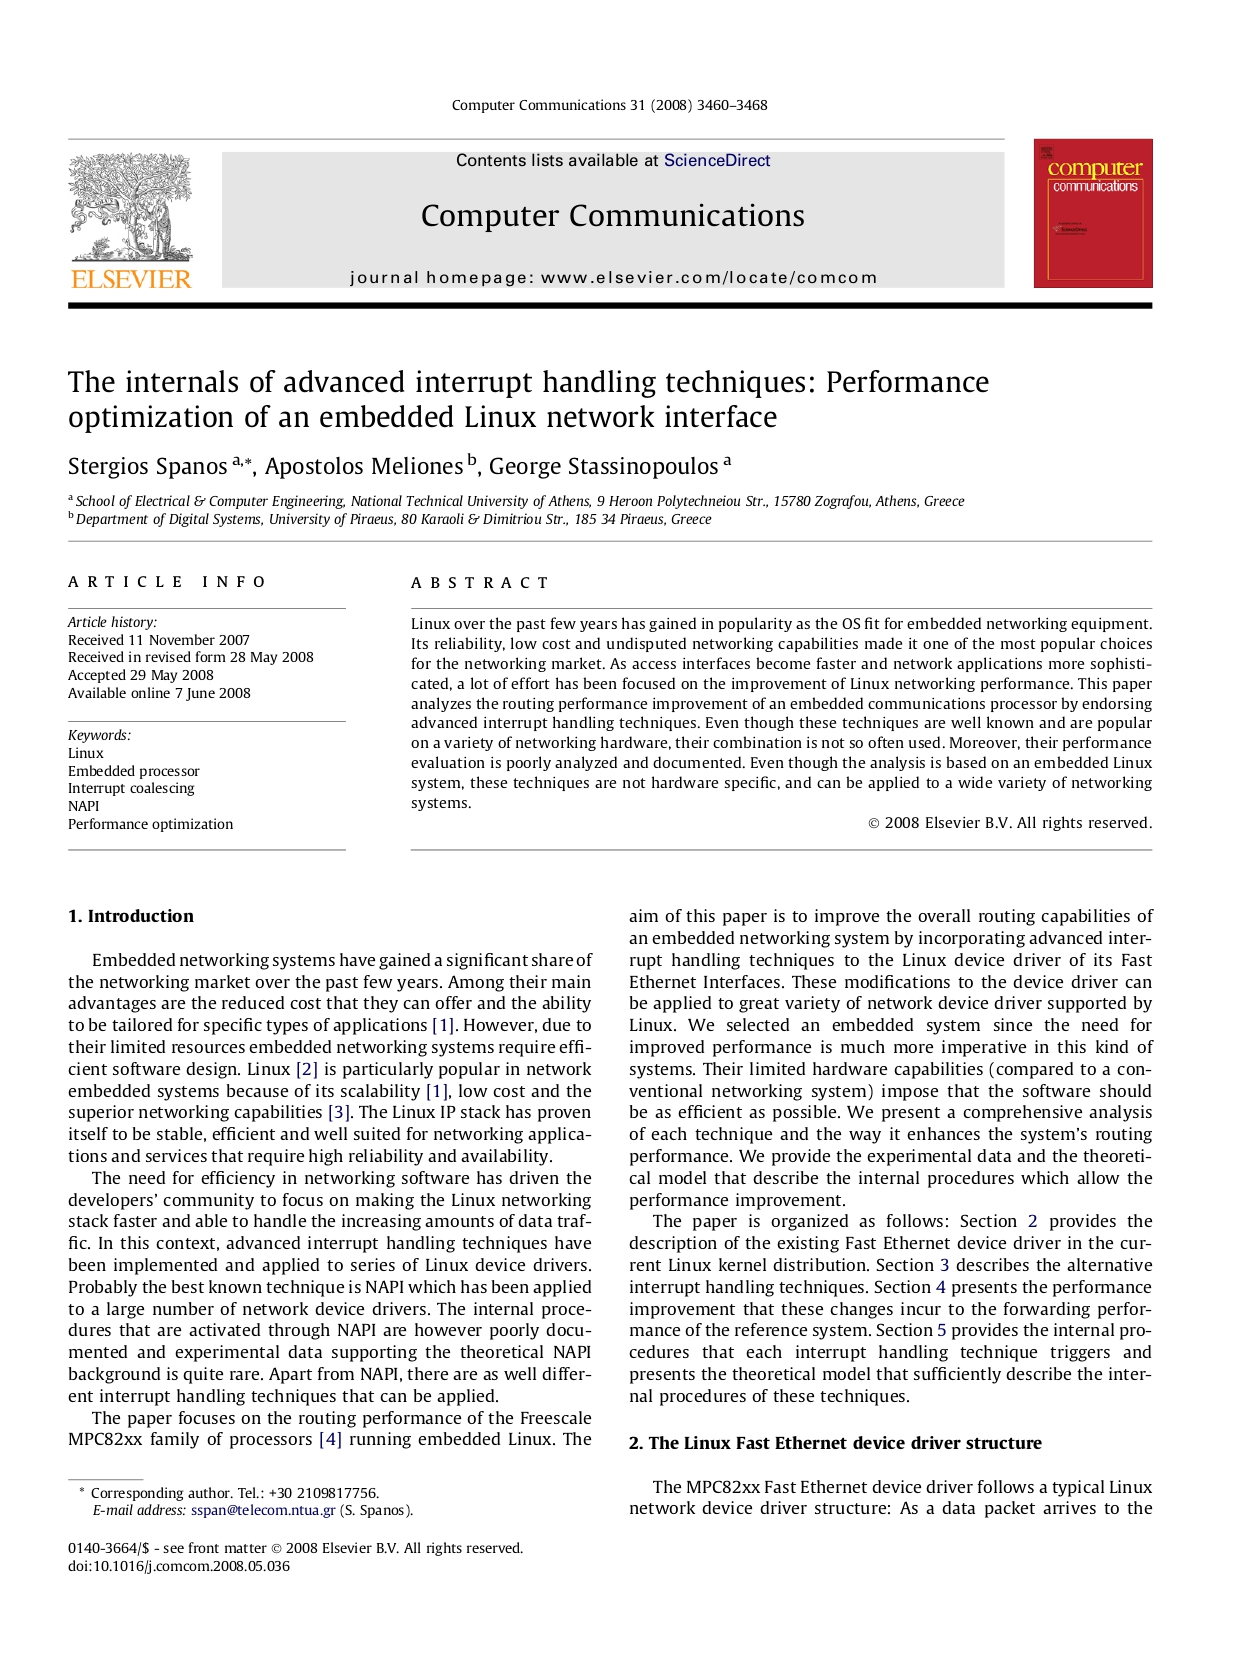 Computer Communications 31 (2008) 3460–3468
Contents lists available at ScienceDirect
Computer Communications
journal homepage: www.elsevier.com/locate/comcom
ELSEVIER
computer
communications
The internals of advanced interrupt handling techniques: Performance
optimization of an embedded Linux network interface
Stergios Spanos a,*, Apostolos Meliones b, George Stassinopoulos a
a School of Electrical & Computer Engineering, National Technical University of Athens, 9 Heroon Polytechneiou Str., 15780 Zografou, Athens, Greece
b Department of Digital Systems, University of Piraeus, 80 Karaoli & Dimitriou Str., 185 34 Piraeus, Greece
ARTICLE INFO
Article history:
Received 11 November 2007
Received in revised form 28 May 2008
Accepted 29 May 2008
Available online 7 June 2008
Keywords:
Linux
Embedded processor
Interrupt coalescing
NAPI
Performance optimization
ABSTRACT
Linux over the past few years has gained in popularity as the OS fit for embedded networking equipment.
Its reliability, low cost and undisputed networking capabilities made it one of the most popular choices
for the networking market. As access interfaces become faster and network applications more sophisti-
cated, a lot of effort has been focused on the improvement of Linux networking performance. This paper
analyzes the routing performance improvement of an embedded communications processor by endorsing
advanced interrupt handling techniques. Even though these techniques are well known and are popular
on a variety of networking hardware, their combination is not so often used. Moreover, their performance
evaluation is poorly analyzed and documented. Even though the analysis is based on an embedded Linux
system, these techniques are not hardware specific, and can be applied to a wide variety of networking
systems.
© 2008 Elsevier B.V. All rights reserved.
1. Introduction
Embedded networking systems have gained a significant share of
the networking market over the past few years. Among their main
advantages are the reduced cost that they can offer and the ability
to be tailored for specific types of applications [1]. However, due to
their limited resources embedded networking systems require effi-
cient software design. Linux [2] is particularly popular in network
embedded systems because of its scalability [1], low cost and the
superior networking capabilities [3]. The Linux IP stack has proven
itself to be stable, efficient and well suited for networking applica-
tions and services that require high reliability and availability.
The need for efficiency in networking software has driven the
developers' community to focus on making the Linux networking
stack faster and able to handle the increasing amounts of data traf-
fic. In this context, advanced interrupt handling techniques have
been implemented and applied to series of Linux device drivers.
Probably the best known technique is NAPI which has been applied
to a large number of network device drivers. The internal proce-
dures that are activated through NAPI are however poorly docu-
mented and experimental data supporting the theoretical NAPI
background is quite rare. Apart from NAPI, there are as well differ-
ent interrupt handling techniques that can be applied.
The paper focuses on the routing performance of the Freescale
MPC82xx family of processors [4] running embedded Linux. The
aim of this paper is to improve the overall routing capabilities of
an embedded networking system by incorporating advanced inter-
rupt handling techniques to the Linux device driver of its Fast
Ethernet Interfaces. These modifications to the device driver can
be applied to great variety of network device driver supported by
Linux. We selected an embedded system since the need for
improved performance is much more imperative in this kind of
systems. Their limited hardware capabilities (compared to a con-
ventional networking system) impose that the software should
be as efficient as possible. We present a comprehensive analysis
of each technique and the way it enhances the system's routing
performance. We provide the experimental data and the theoreti-
cal model that describe the internal procedures which allow the
performance improvement.
The paper is organized as follows: Section 2 provides the
description of the existing Fast Ethernet device driver in the cur-
rent Linux kernel distribution. Section 3 describes the alternative
interrupt handling techniques. Section 4 presents the performance
improvement that these changes incur to the forwarding perfor-
mance of the reference system. Section 5 provides the internal pro-
cedures that each interrupt handling technique triggers and
presents the theoretical model that sufficiently describe the inter-
nal procedures of these techniques.
2. The Linux Fast Ethernet device driver structure
The MPC82xx Fast Ethernet device driver follows a typical Linux
network device driver structure: As a data packet arrives to the
* Corresponding author. Tel.: +30 2109817756.
E-mail address: sspan@telecom.ntua.gr (S. Spanos).
0140-3664/$ - see front matter © 2008 Elsevier B.V. All rights reserved.
doi:10.1016/j.comcom.2008.05.036